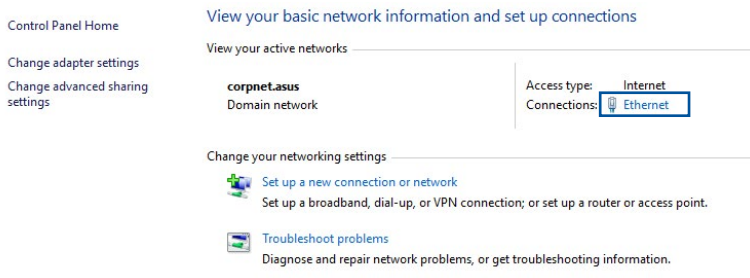 Control Panel Home
Change adapter settings
Change advanced sharing
settings
View your basic network information and set up connections
View your active networks
corpnet.asus
Domain network
Access type: Internet
Connections: Ethernet
Change your networking settings
Set up a new connection or network
Set up a broadband, dial-up, or VPN connection; or set up a router or access point.
Troubleshoot problems
Diagnose and repair network problems, or get troubleshooting information.